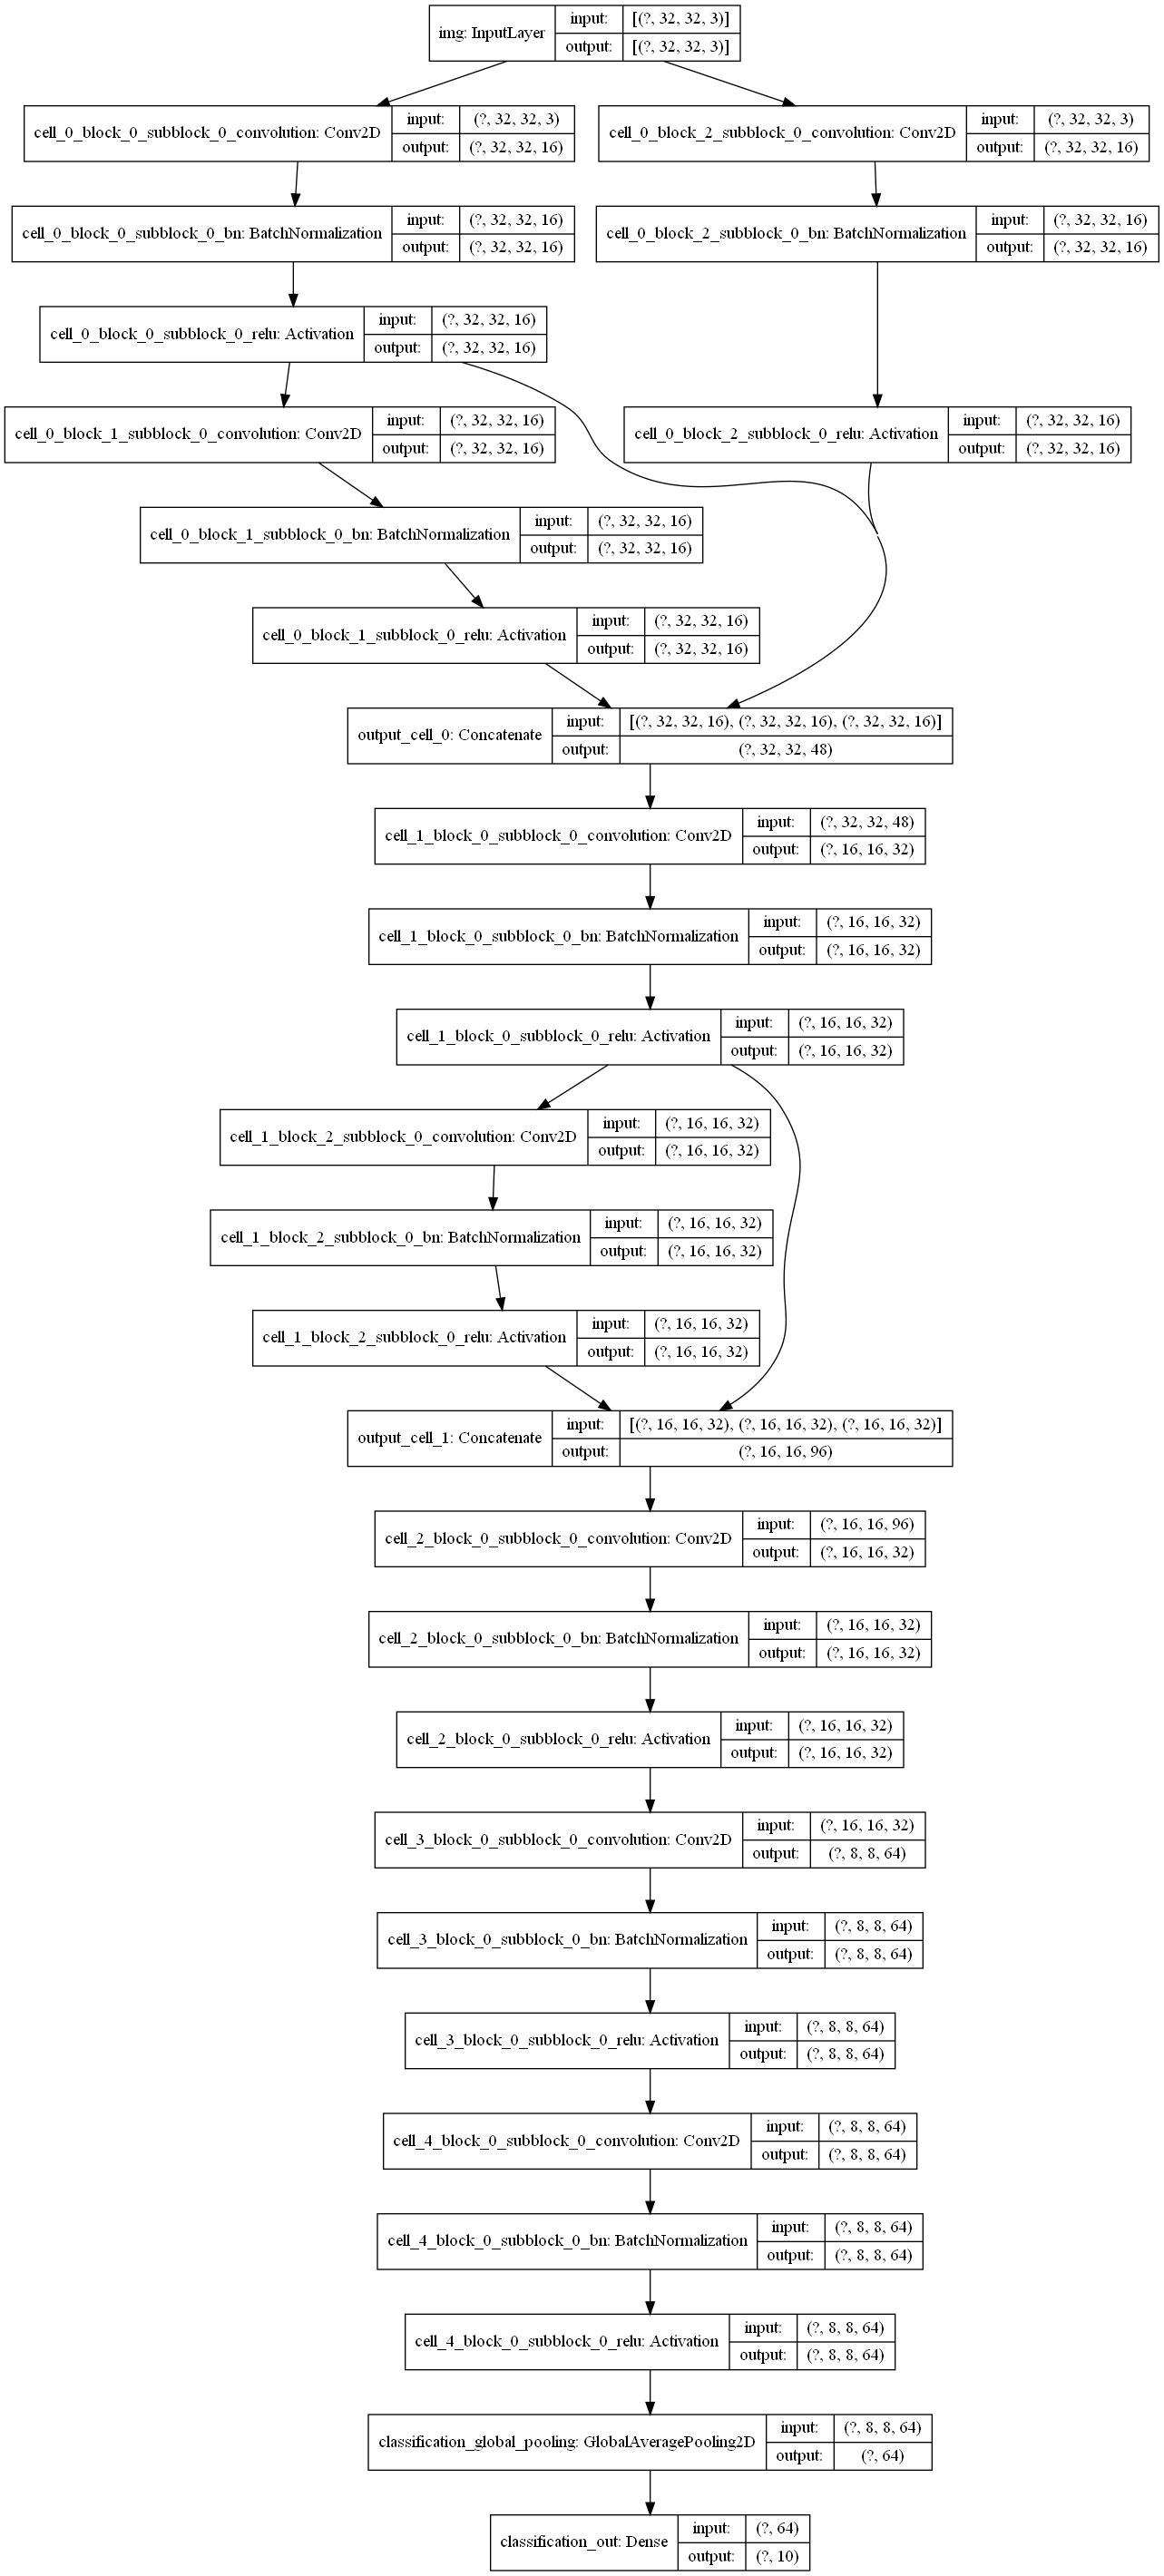 img: InputLayer
input: [(?, 32, 32, 3)]
output: [(?, 32, 32, 3)]
cell_0_block_0_subblock_0_convolution: Conv2D
input: (?, 32, 32, 3)
output: (?, 32, 32, 16)
cell_0_block_2_subblock_0_convolution: Conv2D
input: (?, 32, 32, 3)
output: (?, 32, 32, 16)
cell_0_block_0_subblock_0_bn: BatchNormalization
input: (?, 32, 32, 16)
output: (?, 32, 32, 16)
cell_0_block_2_subblock_0_bn: BatchNormalization
input: (?, 32, 32, 16)
output: (?, 32, 32, 16)
cell_0_block_0_subblock_0_relu: Activation
input: (?, 32, 32, 16)
output: (?, 32, 32, 16)
cell_0_block_1_subblock_0_convolution: Conv2D
input: (?, 32, 32, 16)
output: (?, 32, 32, 16)
cell_0_block_2_subblock_0_relu: Activation
input: (?, 32, 32, 16)
output: (?, 32, 32, 16)
cell_0_block_1_subblock_0_bn: BatchNormalization
input: (?, 32, 32, 16)
output: (?, 32, 32, 16)
cell_0_block_1_subblock_0_relu: Activation
input: (?, 32, 32, 16)
output: (?, 32, 32, 16)
output_cell_0: Concatenate
input: [(?, 32, 32, 16), (?, 32, 32, 16), (?, 32, 32, 16)]
output: (?, 32, 32, 48)
cell_1_block_0_subblock_0_convolution: Conv2D
input: (?, 32, 32, 48)
output: (?, 16, 16, 32)
cell_1_block_0_subblock_0_bn: BatchNormalization
input: (?, 16, 16, 32)
output: (?, 16, 16, 32)
cell_1_block_0_subblock_0_relu: Activation
input: (?, 16, 16, 32)
output: (?, 16, 16, 32)
cell_1_block_2_subblock_0_convolution: Conv2D
input: (?, 16, 16, 32)
output: (?, 16, 16, 32)
cell_1_block_2_subblock_0_bn: BatchNormalization
input: (?, 16, 16, 32)
output: (?, 16, 16, 32)
cell_1_block_2_subblock_0_relu: Activation
input: (?, 16, 16, 32)
output: (?, 16, 16, 32)
output_cell_1: Concatenate
input: [(?, 16, 16, 32), (?, 16, 16, 32), (?, 16, 16, 32)]
output: (?, 16, 16, 96)
cell_2_block_0_subblock_0_convolution: Conv2D
input: (?, 16, 16, 96)
output: (?, 16, 16, 32)
cell_2_block_0_subblock_0_bn: BatchNormalization
input: (?, 16, 16, 32)
output: (?, 16, 16, 32)
cell_2_block_0_subblock_0_relu: Activation
input: (?, 16, 16, 32)
output: (?, 16, 16, 32)
cell_3_block_0_subblock_0_convolution: Conv2D
input: (?, 16, 16, 32)
output: (?, 8, 8, 64)
cell_3_block_0_subblock_0_bn: BatchNormalization
input: (?, 8, 8, 64)
output: (?, 8, 8, 64)
cell_3_block_0_subblock_0_relu: Activation
input: (?, 8, 8, 64)
output: (?, 8, 8, 64)
cell_4_block_0_subblock_0_convolution: Conv2D
input: (?, 8, 8, 64)
output: (?, 8, 8, 64)
cell_4_block_0_subblock_0_bn: BatchNormalization
input: (?, 8, 8, 64)
output: (?, 8, 8, 64)
cell_4_block_0_subblock_0_relu: Activation
input: (?, 8, 8, 64)
output: (?, 8, 8, 64)
classification_global_pooling: GlobalAveragePooling2D
input: (?, 8, 8, 64)
output: (?, 64)
classification_out: Dense
input: (?, 64)
output: (?, 10)